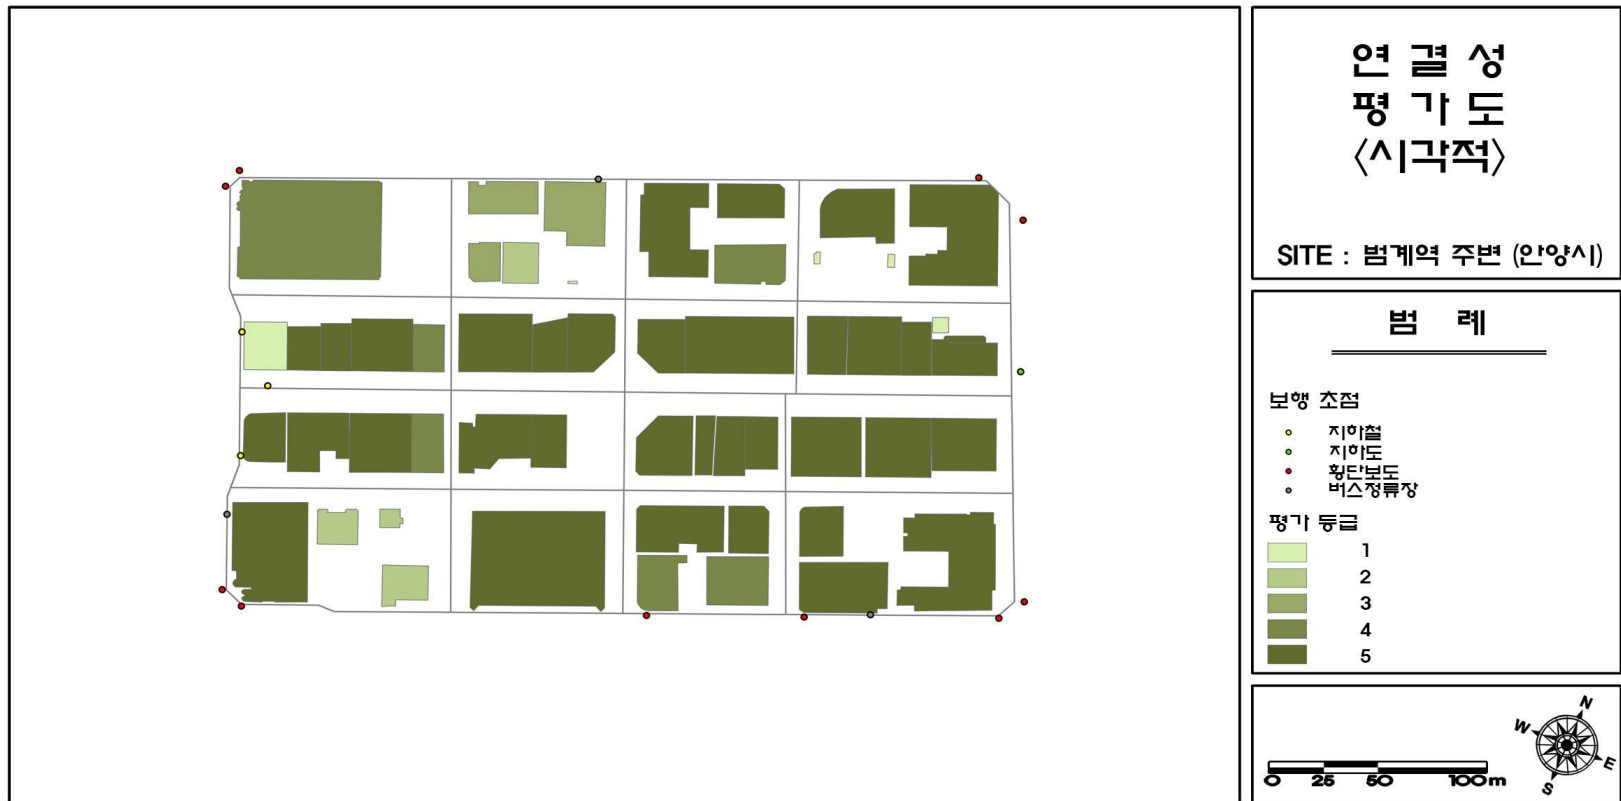 연 결 성
평 가 도
<시각적>
SITE : 범계역 주변 (안양시)
범 례
보행 초점
지하철
지하도
횡단보도
버스정류장
평가 등급
1
2
3
4
5
N
W
E
S
0 25 50 100m